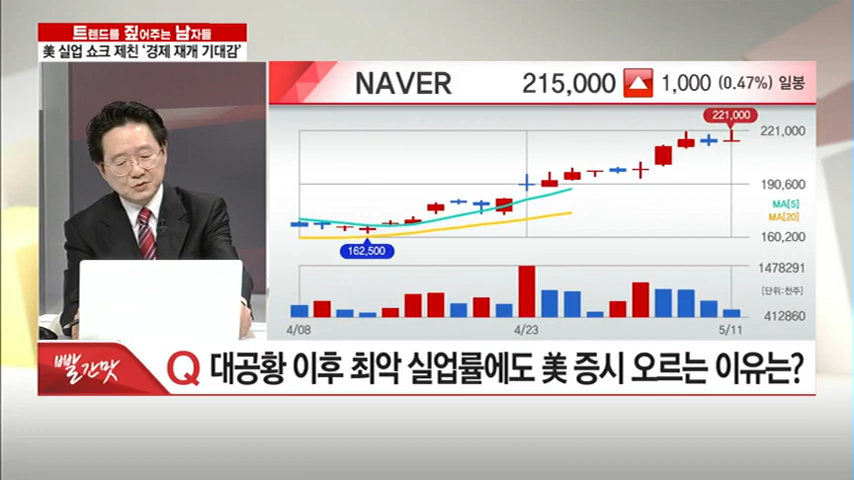 트렌드를 짚어주는 남자들
美 실업 쇼크 제친 '경제 재개 기대감'
NAVER 215,000 1,000 (0.47%) 일봉
221,000
221,000
190,600
MA[5]
MA[20]
160,200
162,500
1478291
[단위:천주]
412860
4/08 4/23 5/11
빨간맛
Q 대공황 이후 최악 실업률에도 美 증시 오르는 이유는?